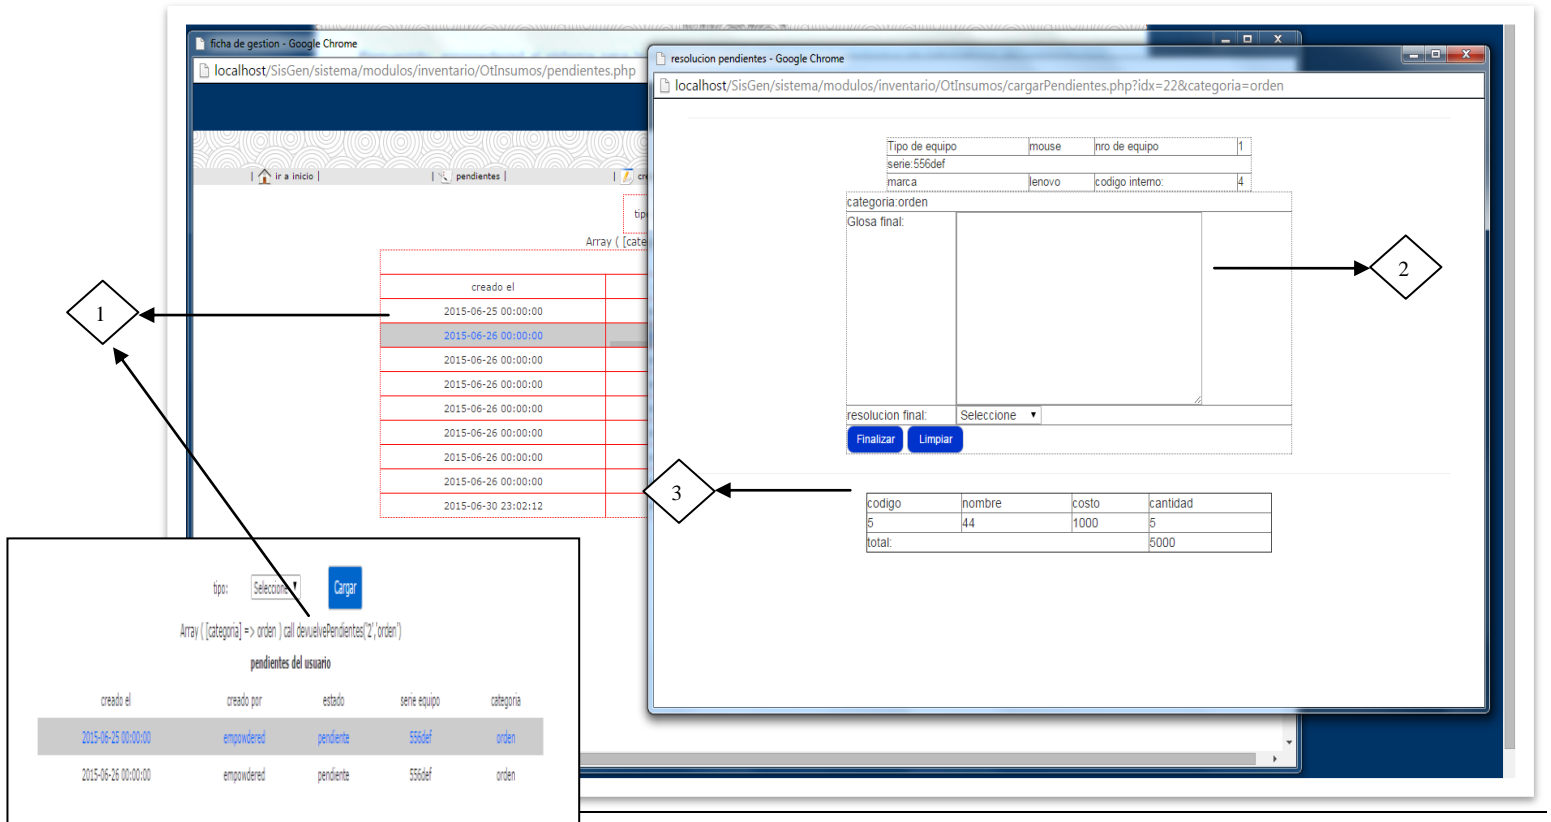 ficha de gestion - Google Chrome
localhost/SisGen/sistema/modulos/inventario/OtInsumos/pendientes.php
| ir a inicio |
| pendientes |
creado el
2015-06-25 00:00:00
2015-06-26 00:00:00
2015-06-26 00:00:00
2015-06-26 00:00:00
2015-06-26 00:00:00
2015-06-26 00:00:00
2015-06-26 00:00:00
2015-06-26 00:00:00
2015-06-30 23:02:12
resolucion pendientes - Google Chrome
localhost/SisGen/sistema/modulos/inventario/OtInsumos/cargarPendientes.php?idx=22&categoria=orden
Tipo de equipo mouse nro de equipo 1
serie:556def
marca lenovo codigo interno: 4
categoria:orden
Glosa final:
resolucion final: Seleccione
Finalizar Limpiar
codigo nombre costo cantidad
5 44 1000 5
total: 5000
1
2
3
tipo: Seleccione Cargar
Array ( [categoria] => orden ) call devuelvePendientes('2','orden')
pendientes del usuario
creado el creado por estado serie equipo categoria
2015-06-25 00:00:00 empowdered pendiente 556def orden
2015-06-26 00:00:00 empowdered pendiente 556def orden